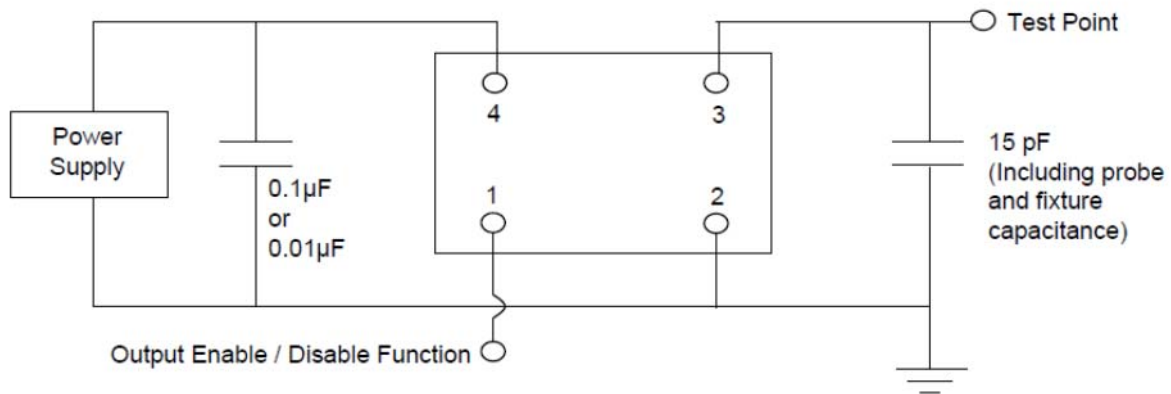 Test Point
4
3
Power
Supply
0.1µF
or
0.01µF
1
2
15 pF
(Including probe
and fixture
capacitance)
Output Enable / Disable Function